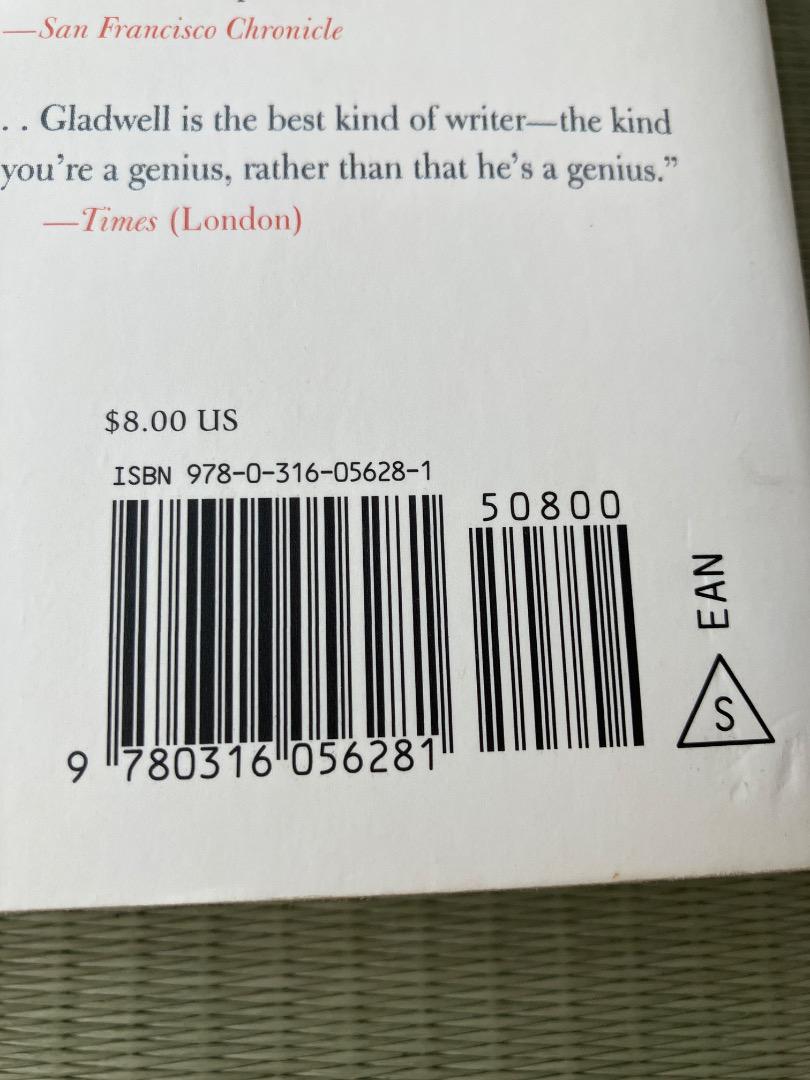 —San Francisco Chronicle
. . Gladwell is the best kind of writer—the kind
you're a genius, rather than that he's a genius.”
—Times (London)
$8.00 US
ISBN 978-0-316-05628-1
50800
9 780316 056281
EAN
S